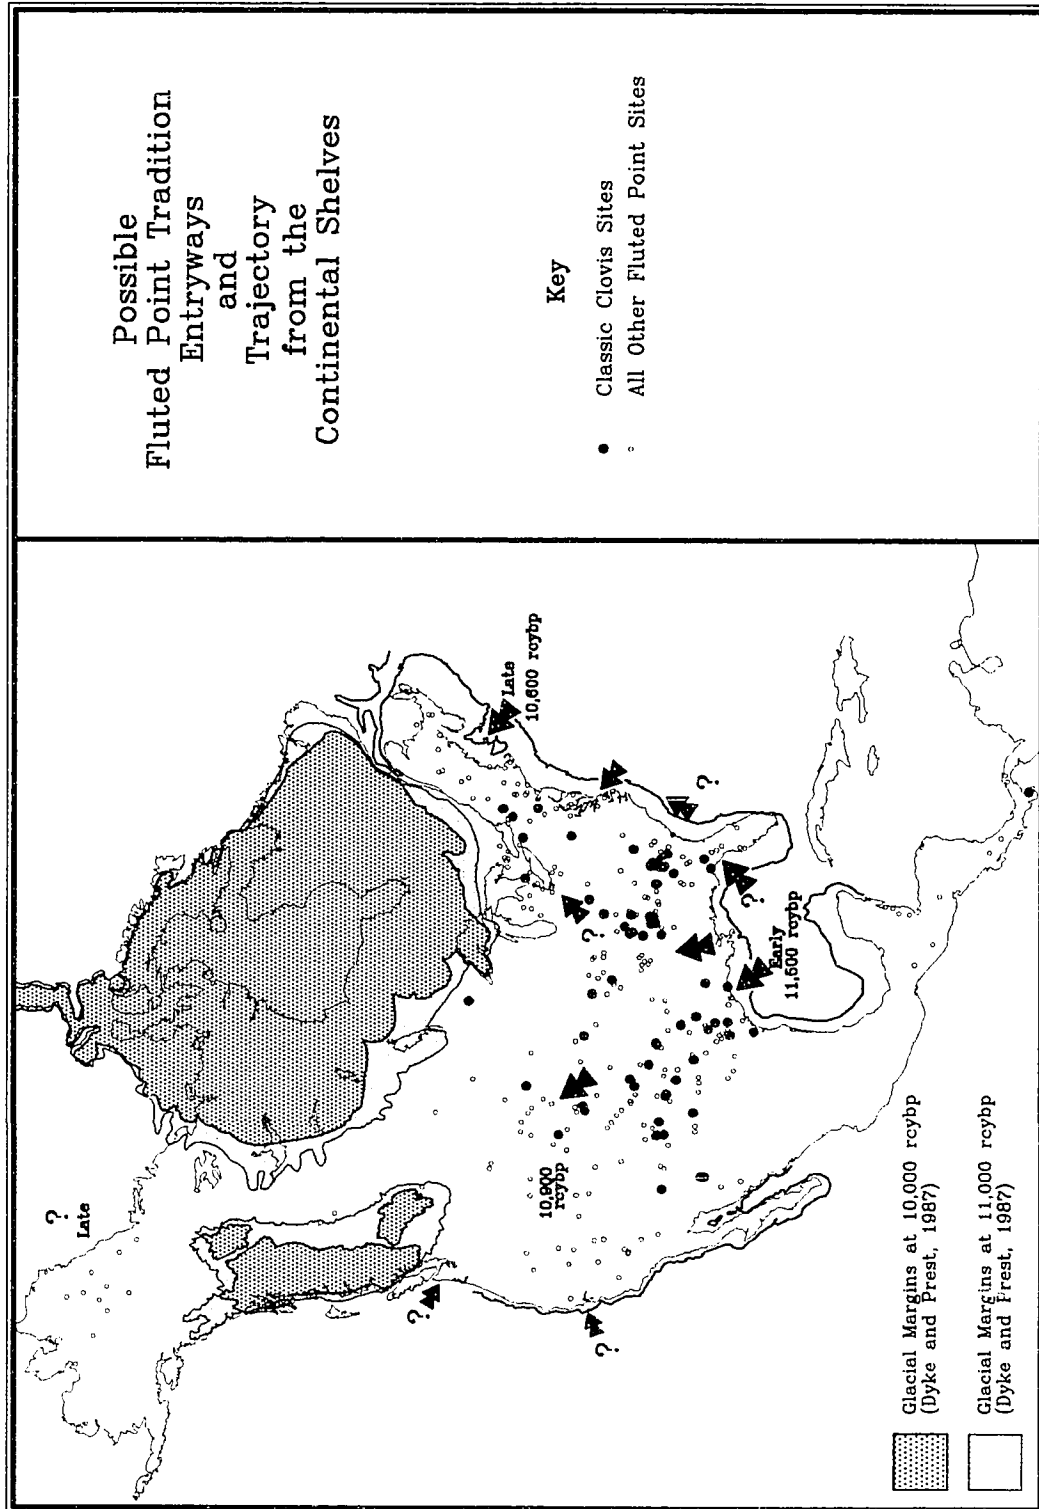 Possible
Fluted Point Tradition
Entryways
and
Trajectory
from the
Continental Shelves
Key
Classic Clovis Sites
All Other Fluted Point Sites
?
Late
?
?
10,900
rcybp
?
Early
11,500 rcybp
?
?
Late
10,600 rcybp
Glacial Margins at 10,000 rcybp
(Dyke and Prest, 1987)
Glacial Margins at 11,000 rcybp
(Dyke and Prest, 1987)